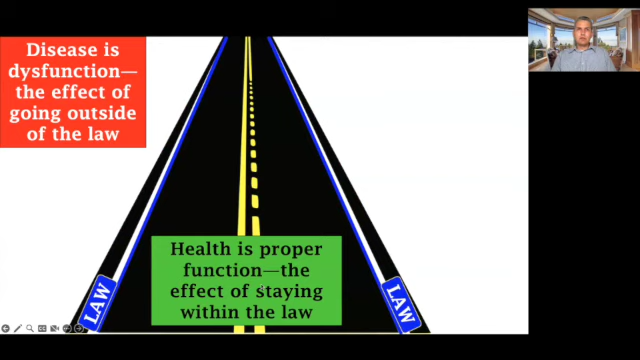 Disease is
dysfunction—
the effect of
going outside
of the law
Health is proper
function—the
effect of staying
within the law
LAW
LAW